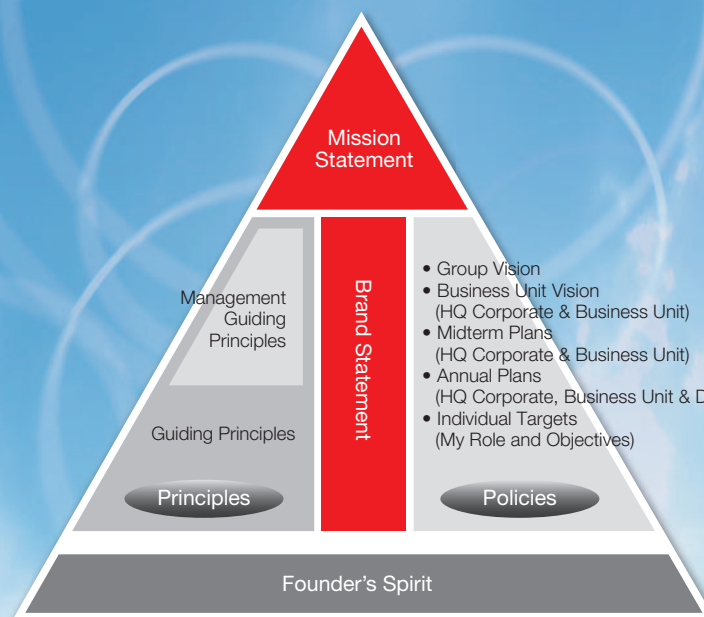 Mission
Statement
Management
Guiding
Principles
Guiding Principles
Principles
Brand Statement
• Group Vision
• Business Unit Vision
(HQ Corporate & Business Unit)
• Midterm Plans
(HQ Corporate & Business Unit)
• Annual Plans
(HQ Corporate, Business Unit &
• Individual Targets
(My Role and Objectives)
Policies
Founder’s Spirit